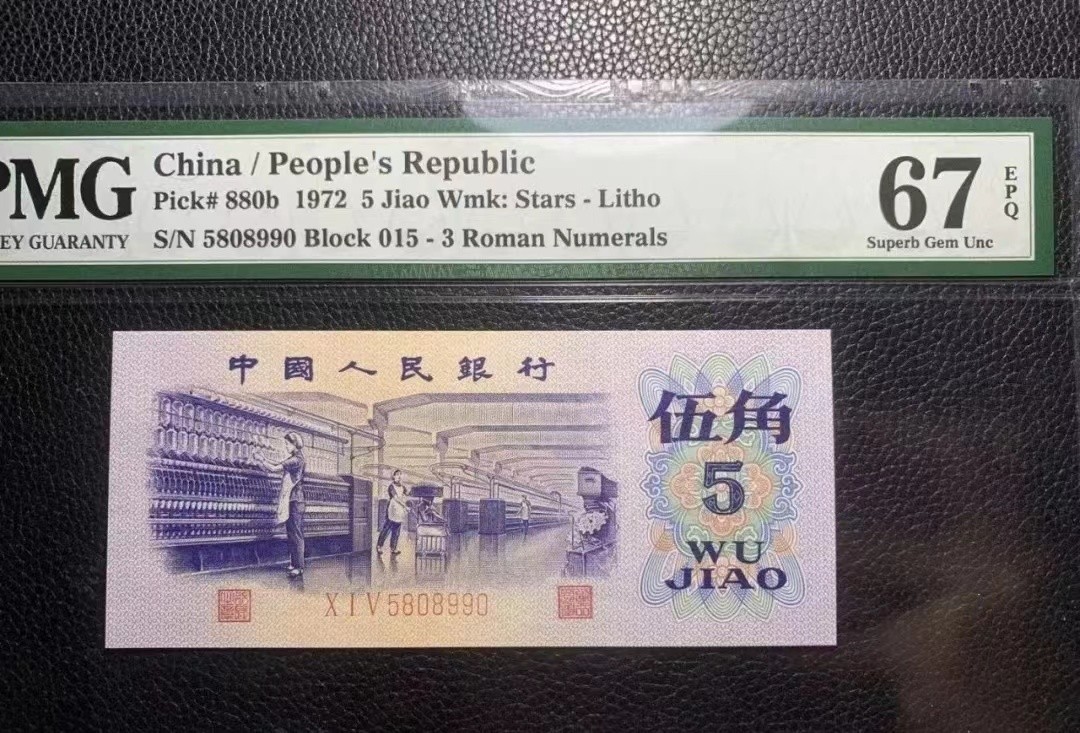 PMG
EY GUARANTY
China / People's Republic
Pick# 880b 1972 5 Jiao Wmk: Stars - Litho
S/N 5808990 Block 015 - 3 Roman Numerals
67
EPQ
Superb Gem Unc
中國人民銀行
伍角
5
WU
JIAO
XIV5808990